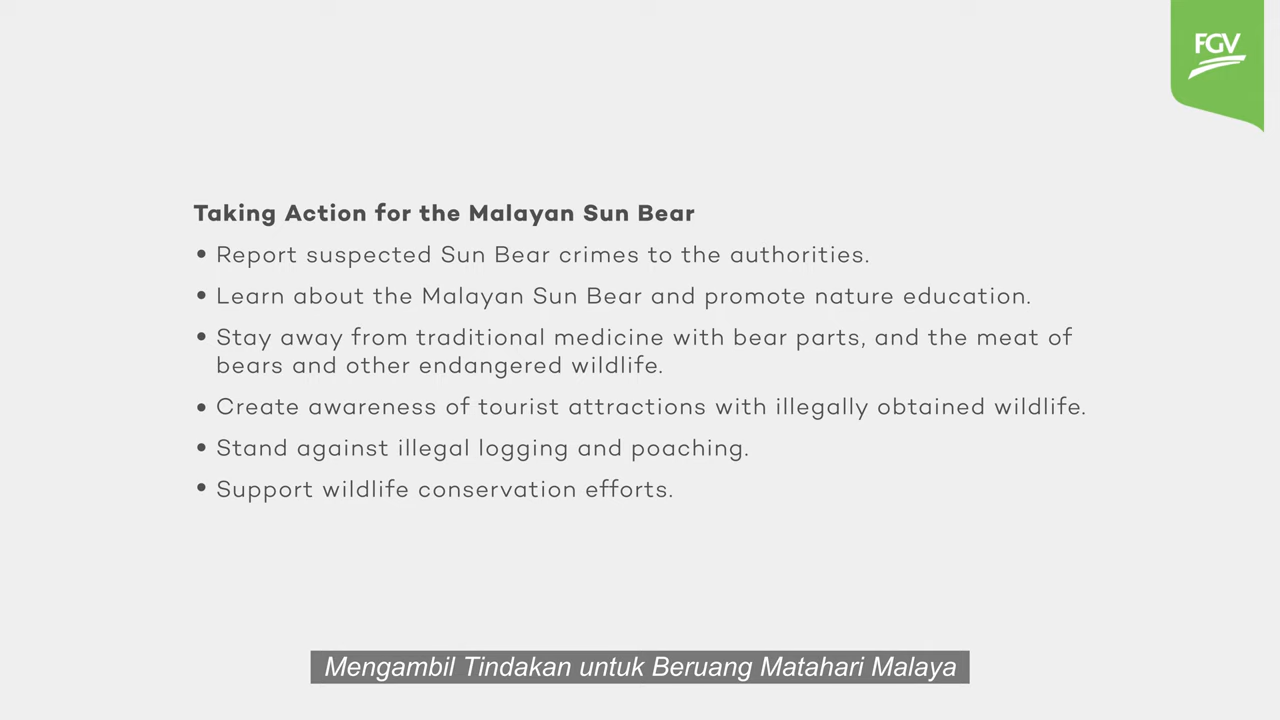 FGV
Taking Action for the Malayan Sun Bear
• Report suspected Sun Bear crimes to the authorities.
• Learn about the Malayan Sun Bear and promote nature education.
• Stay away from traditional medicine with bear parts, and the meat of
bears and other endangered wildlife.
• Create awareness of tourist attractions with illegally obtained wildlife.
• Stand against illegal logging and poaching.
• Support wildlife conservation efforts.
Mengambil Tindakan untuk Beruang Matahari Malaya